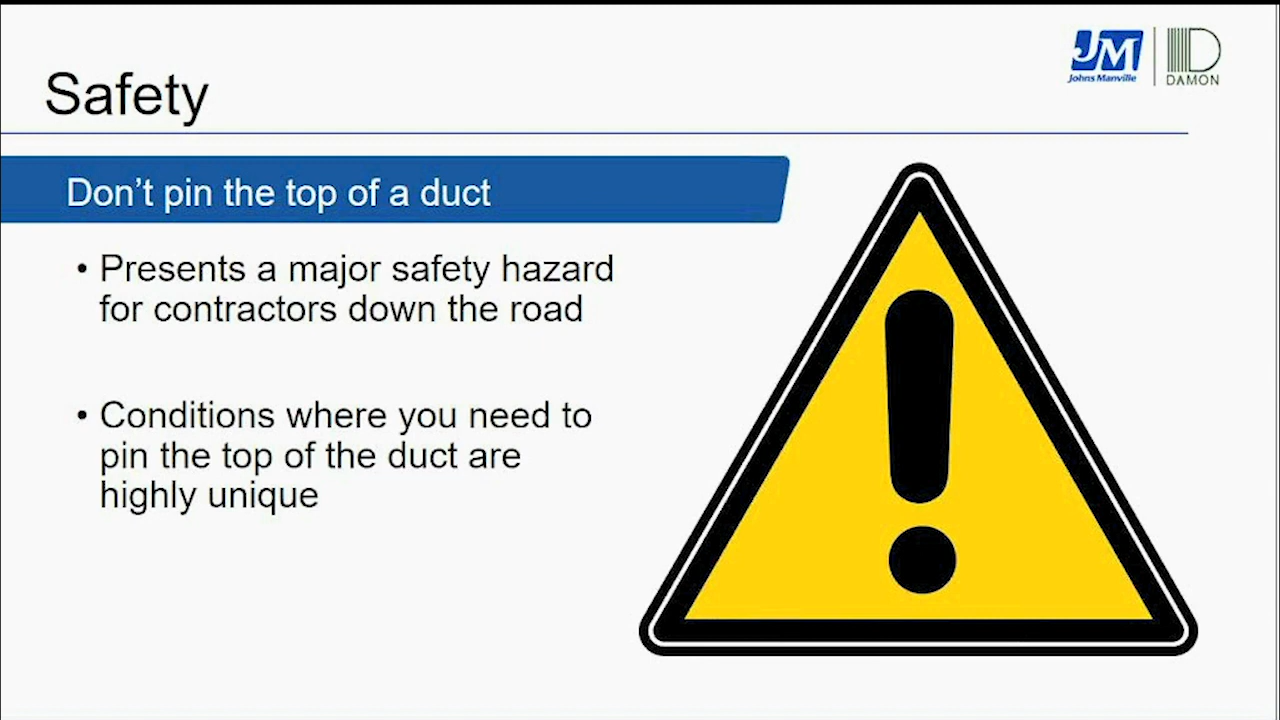 Safety
JM
Johns Manville
D
DAMON
Don't pin the top of a duct
• Presents a major safety hazard
for contractors down the road
• Conditions where you need to
pin the top of the duct are
highly unique
!